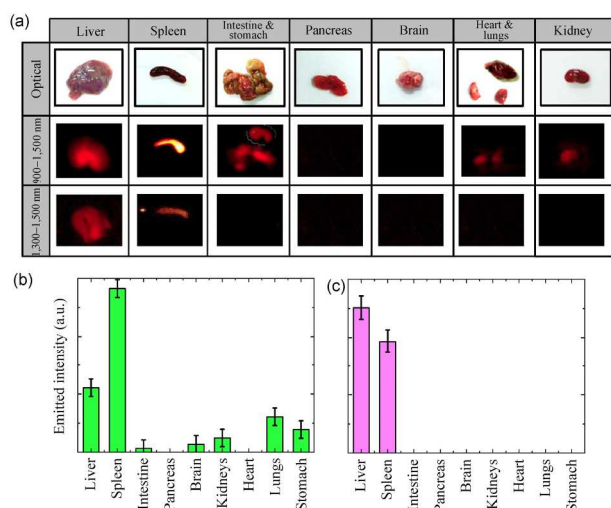 (a)
Liver Spleen Intestine & stomach Pancreas Brain Heart & lungs Kidney
Optical
900–1,500 nm
1,300–1,500 nm
(b)
(c)
Emitted intensity (a.u.)
Liver Spleen Intestine Pancreas Brain Kidneys Heart Lungs Stomach
Liver Spleen Intestine Pancreas Brain Kidneys Heart Lungs Stomach